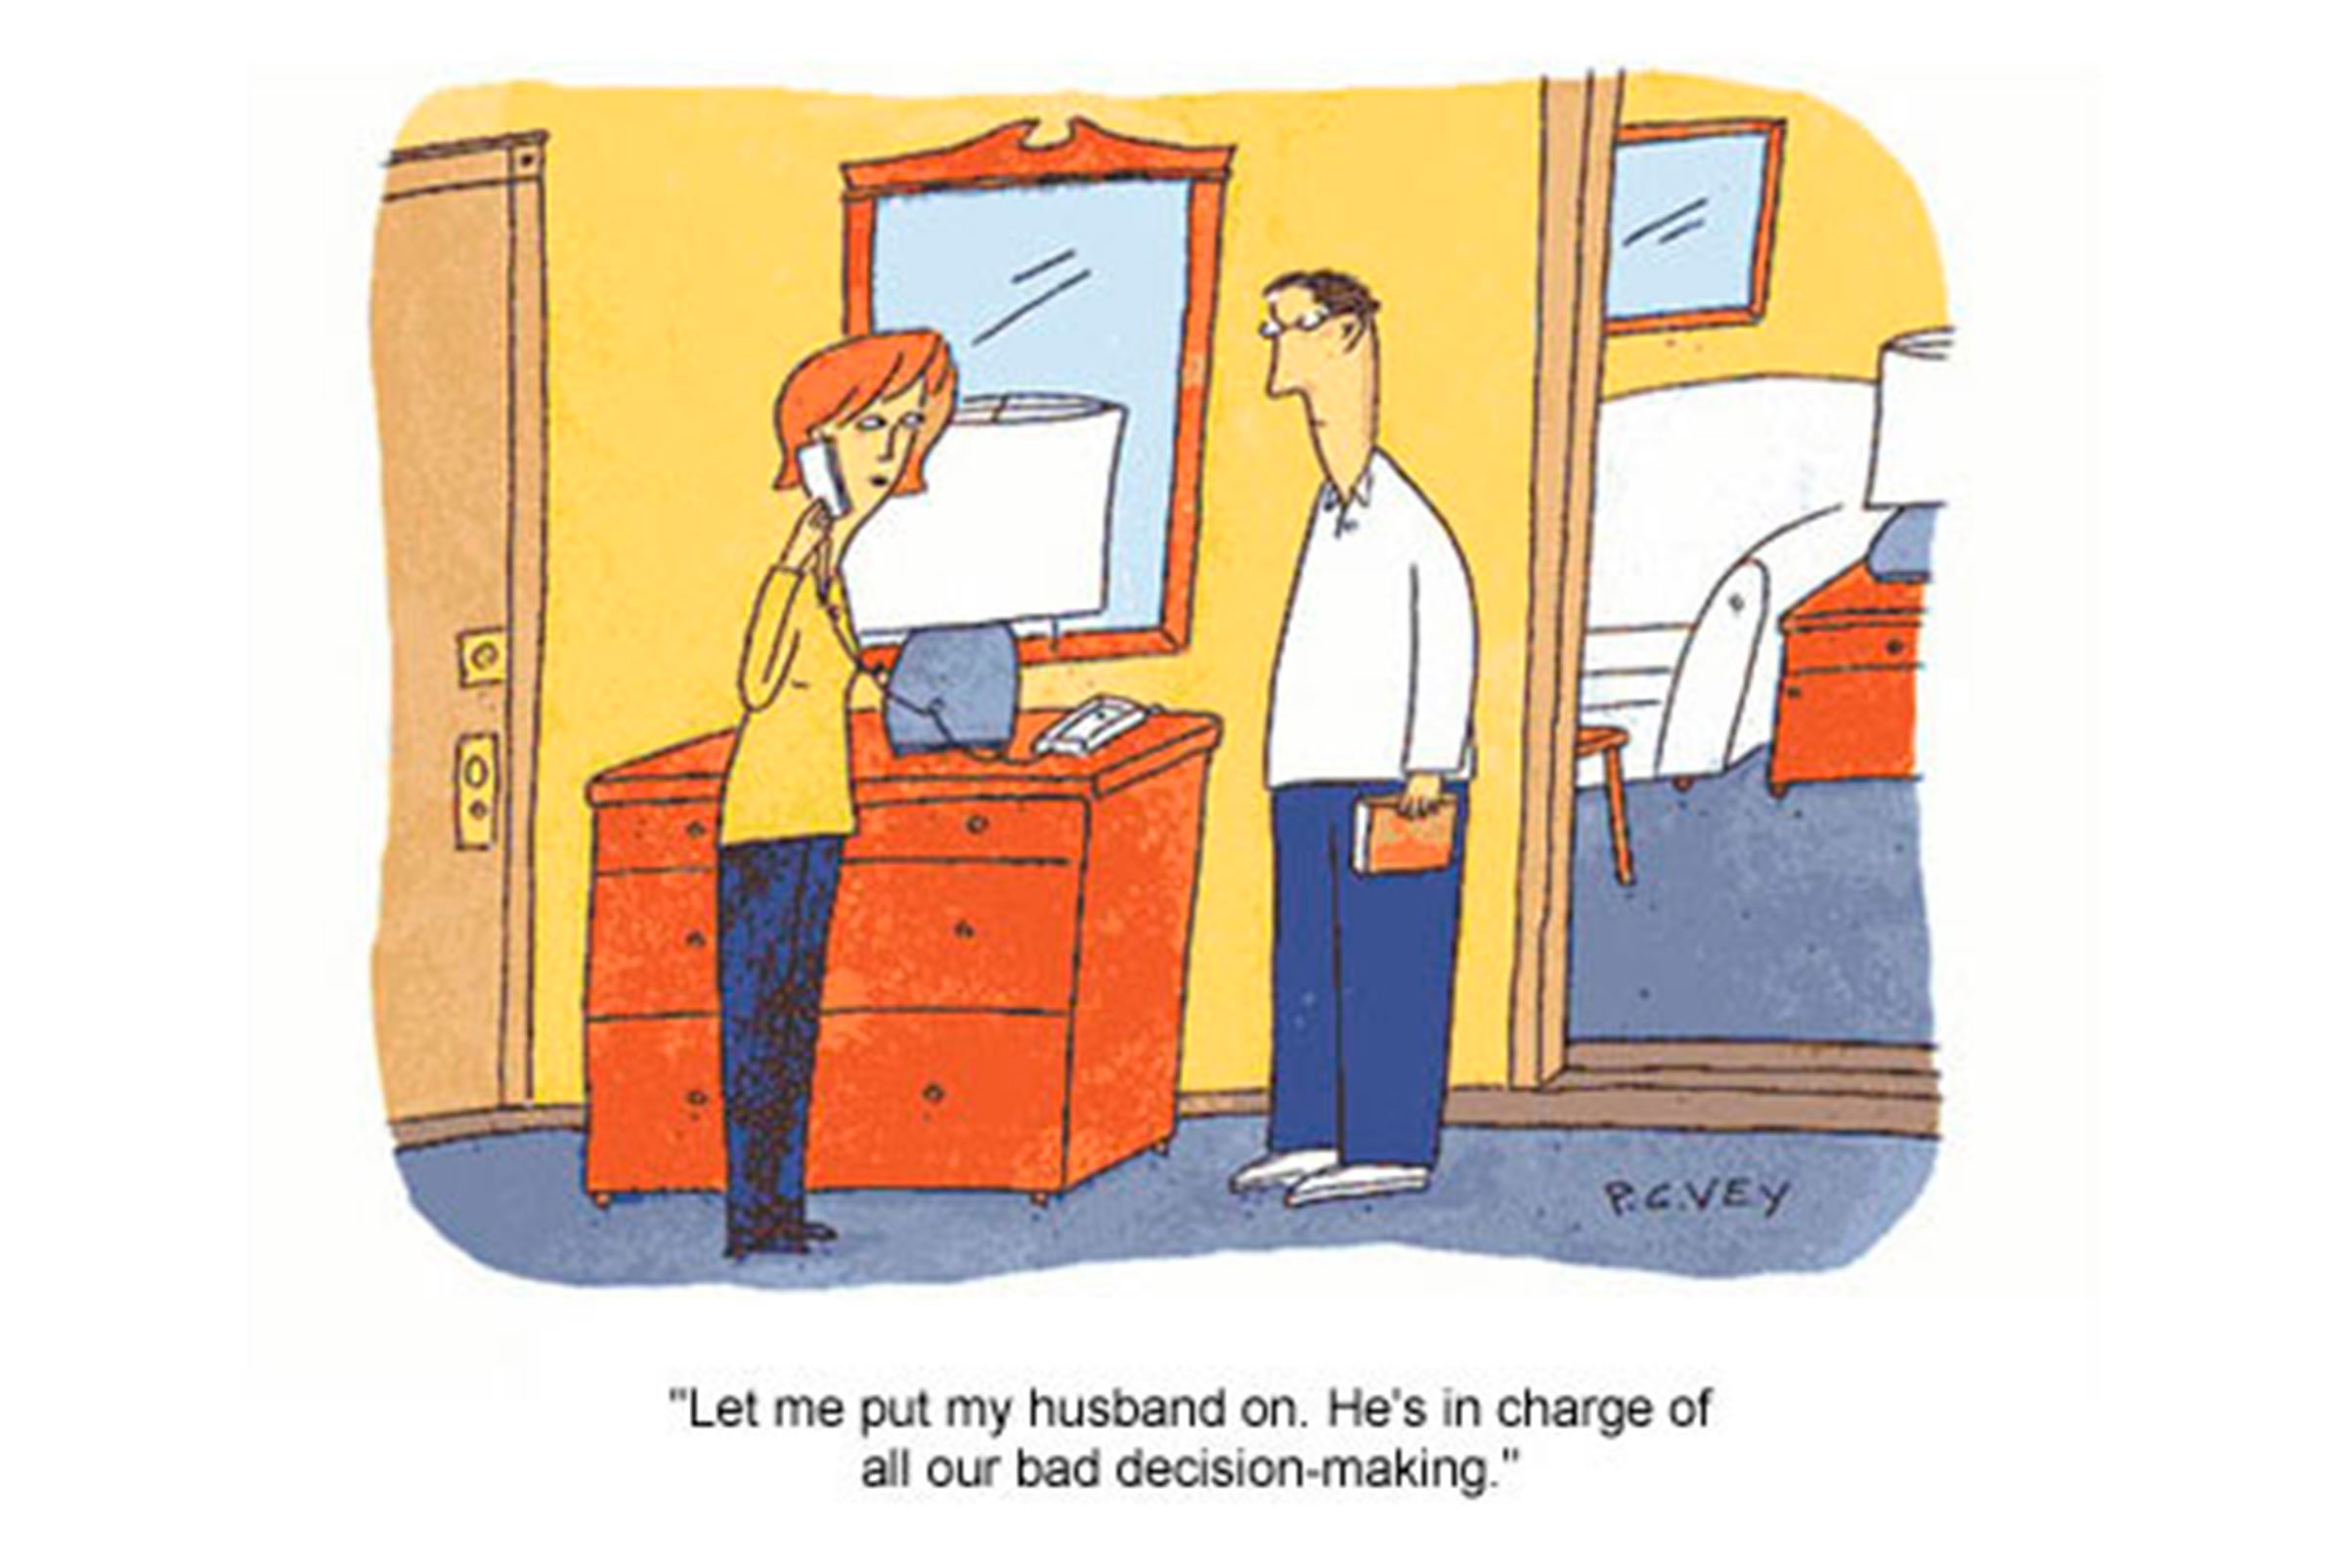 P.C.VEY
"Let me put my husband on. He's in charge of
all our bad decision-making."